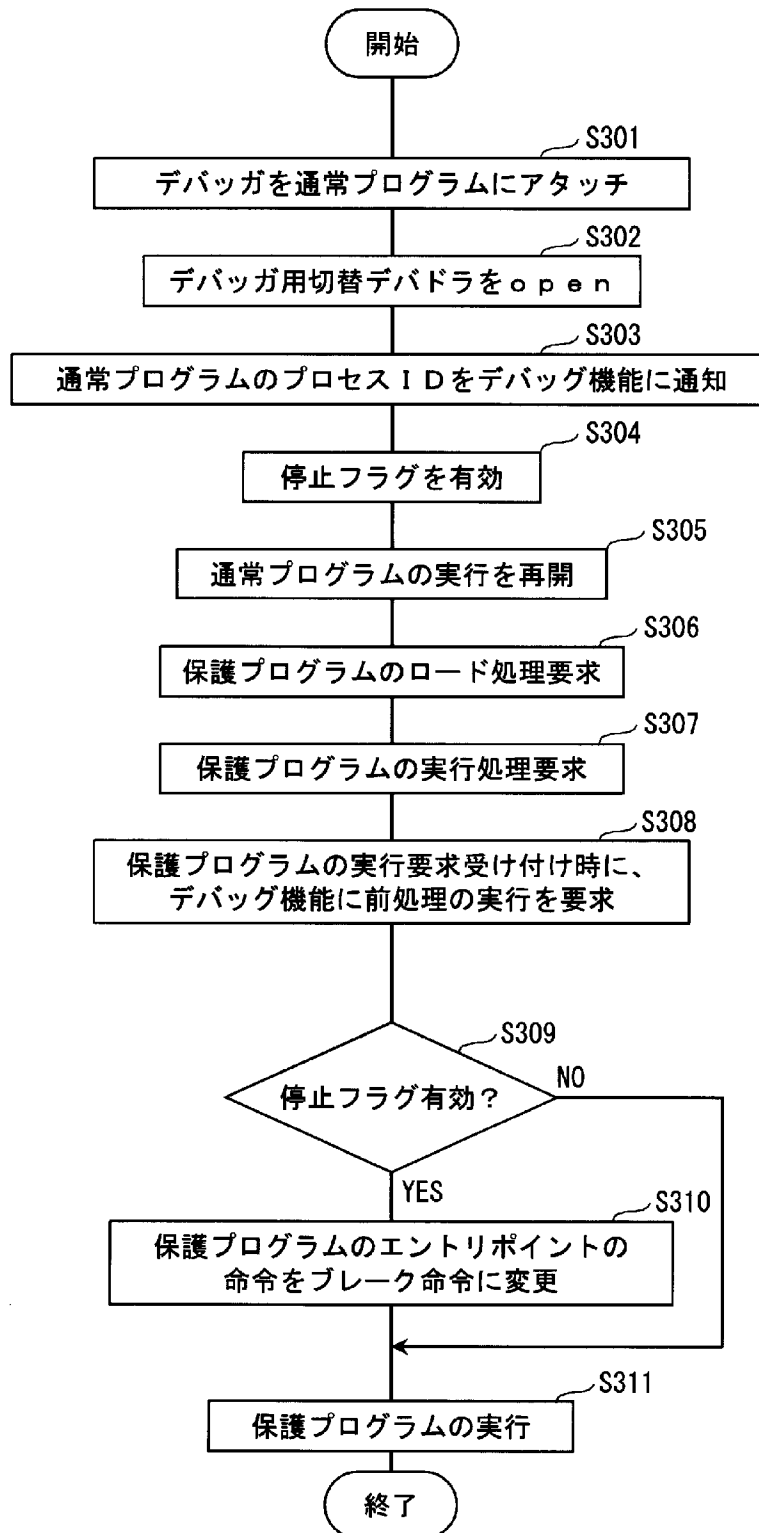 開始
S301
デバッガを通常プログラムにアタッチ
S302
デバッガ用切替デバドラをｏｐｅｎ
S303
通常プログラムのプロセスＩＤをデバッグ機能に通知
S304
停止フラグを有効
S305
通常プログラムの実行を再開
S306
保護プログラムのロード処理要求
S307
保護プログラムの実行処理要求
S308
保護プログラムの実行要求受け付け時に、
デバッグ機能に前処理の実行を要求
S309
停止フラグ有効？
NO
YES
S310
保護プログラムのエントリポイントの
命令をブレーク命令に変更
S311
保護プログラムの実行
終了